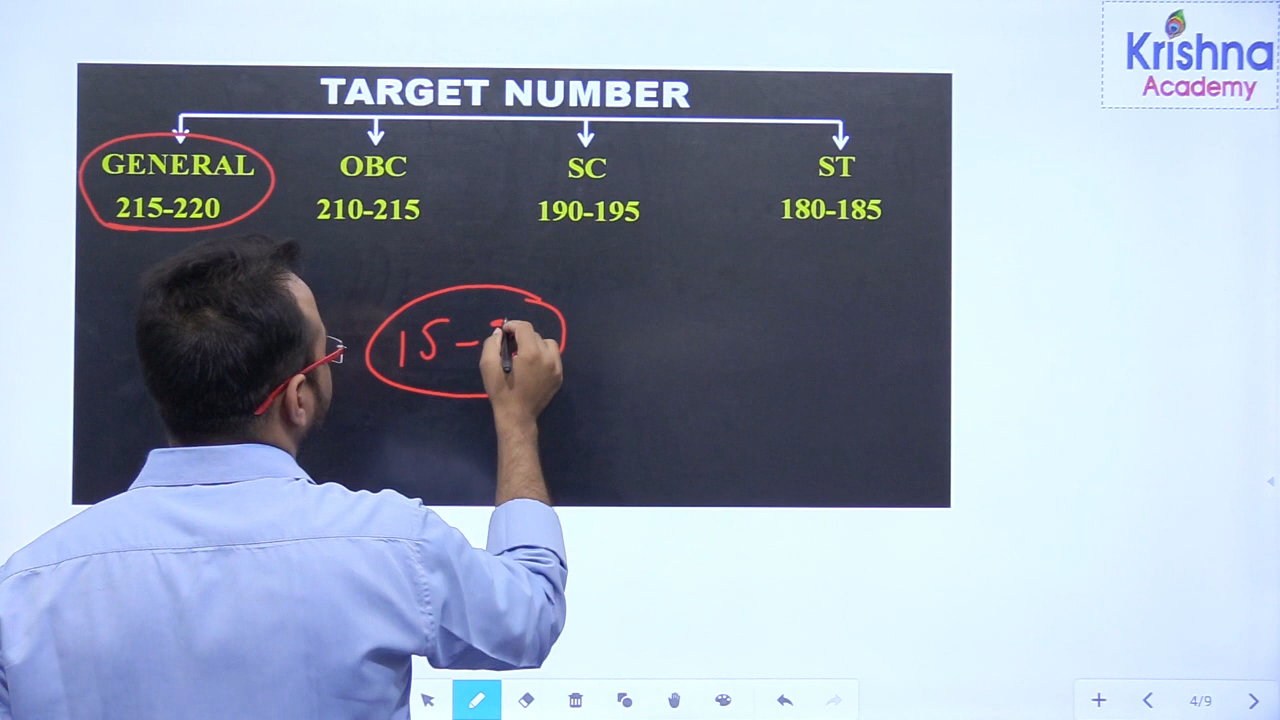 Krishna
Academy
TARGET NUMBER
GENERAL OBC SC ST
215-220 210-215 190-195 180-185
15-
4/9